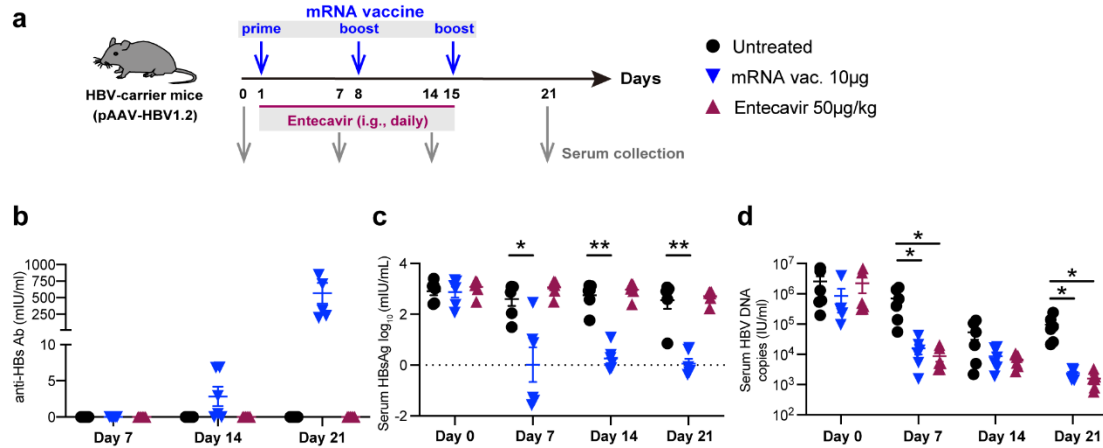 a
mRNA vaccine
prime boost boost
Days
0 1 7 8 14 15 21
Entecavir (i.g., daily)
Serum collection
HBV-carrier mice
(pAAV-HBV1.2)
Untreated
mRNA vac. 10μg
Entecavir 50μg/kg
b
anti-HBs Ab (mIU/ml)
1000
750
500
250
10
5
0
Day 7 Day 14 Day 21
c
Serum HBsAg log10 (mIU/mL)
4
2
0
-2
* ** **
Day 0 Day 7 Day 14 Day 21
d
Serum HBV DNA
copies (IU/ml)
10^7
10^6
10^5
10^4
10^3
10^2
*
*
*
*
Day 0 Day 7 Day 14 Day 21